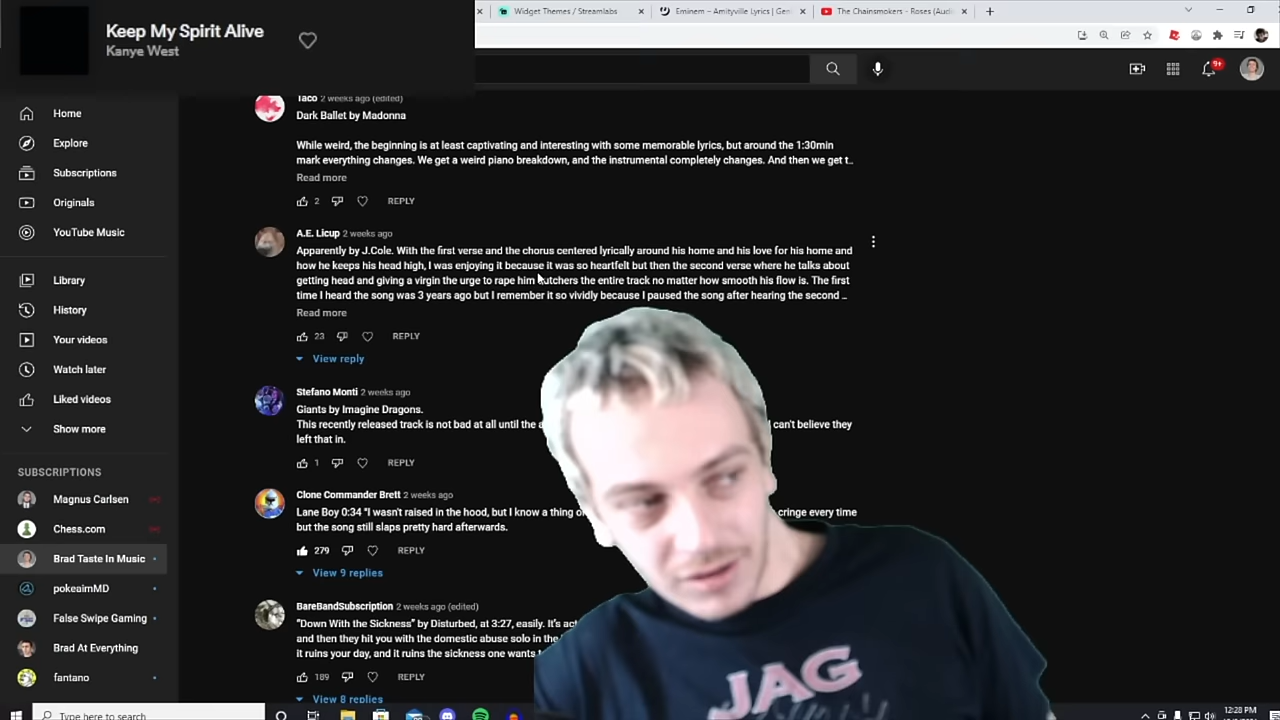 Keep My Spirit Alive
Kanye West
Widget Themes / Streamlabs
Eminem – Amityville Lyrics | Gen
The Chainsmokers - Roses (Audi
9+
Home
Explore
Subscriptions
Originals
YouTube Music
Library
History
Your videos
Watch later
Liked videos
Show more
SUBSCRIPTIONS
Magnus Carlsen
Chess.com
Brad Taste In Music
pokeaimMD
False Swipe Gaming
Brad At Everything
fantano
Taco 2 weeks ago (edited)
Dark Ballet by Madonna
While weird, the beginning is at least captivating and interesting with some memorable lyrics, but around the 1:30min
mark everything changes. We get a weird piano breakdown, and the instrumental completely changes. And then we get t..
Read more
2 REPLY
A.E. Licup 2 weeks ago
Apparently by J.Cole. With the first verse and the chorus centered lyrically around his home and his love for his home and
how he keeps his head high, I was enjoying it because it was so heartfelt but then the second verse where he talks about
getting head and giving a virgin the urge to rape him butchers the entire track no matter how smooth his flow is. The first
time I heard the song was 3 years ago but I remember it so vividly because I paused the song after hearing the second ..
Read more
23 REPLY
View reply
Stefano Monti 2 weeks ago
Giants by Imagine Dragons.
This recently released track is not bad at all until the a I can't believe they
left that in.
1 REPLY
Clone Commander Brett 2 weeks ago
Lane Boy 0:34 "I wasn't raised in the hood, but I know a thing o cringe every time
but the song still slaps pretty hard afterwards.
279 REPLY
View 9 replies
BareBandSubscription 2 weeks ago (edited)
"Down With the Sickness" by Disturbed, at 3:27, easily. It's act
and then they hit you with the domestic abuse solo in the
it ruins your day, and it ruins the sickness one wants
189 REPLY
View 8 replies
JAG
Type here to search
12:28 PM